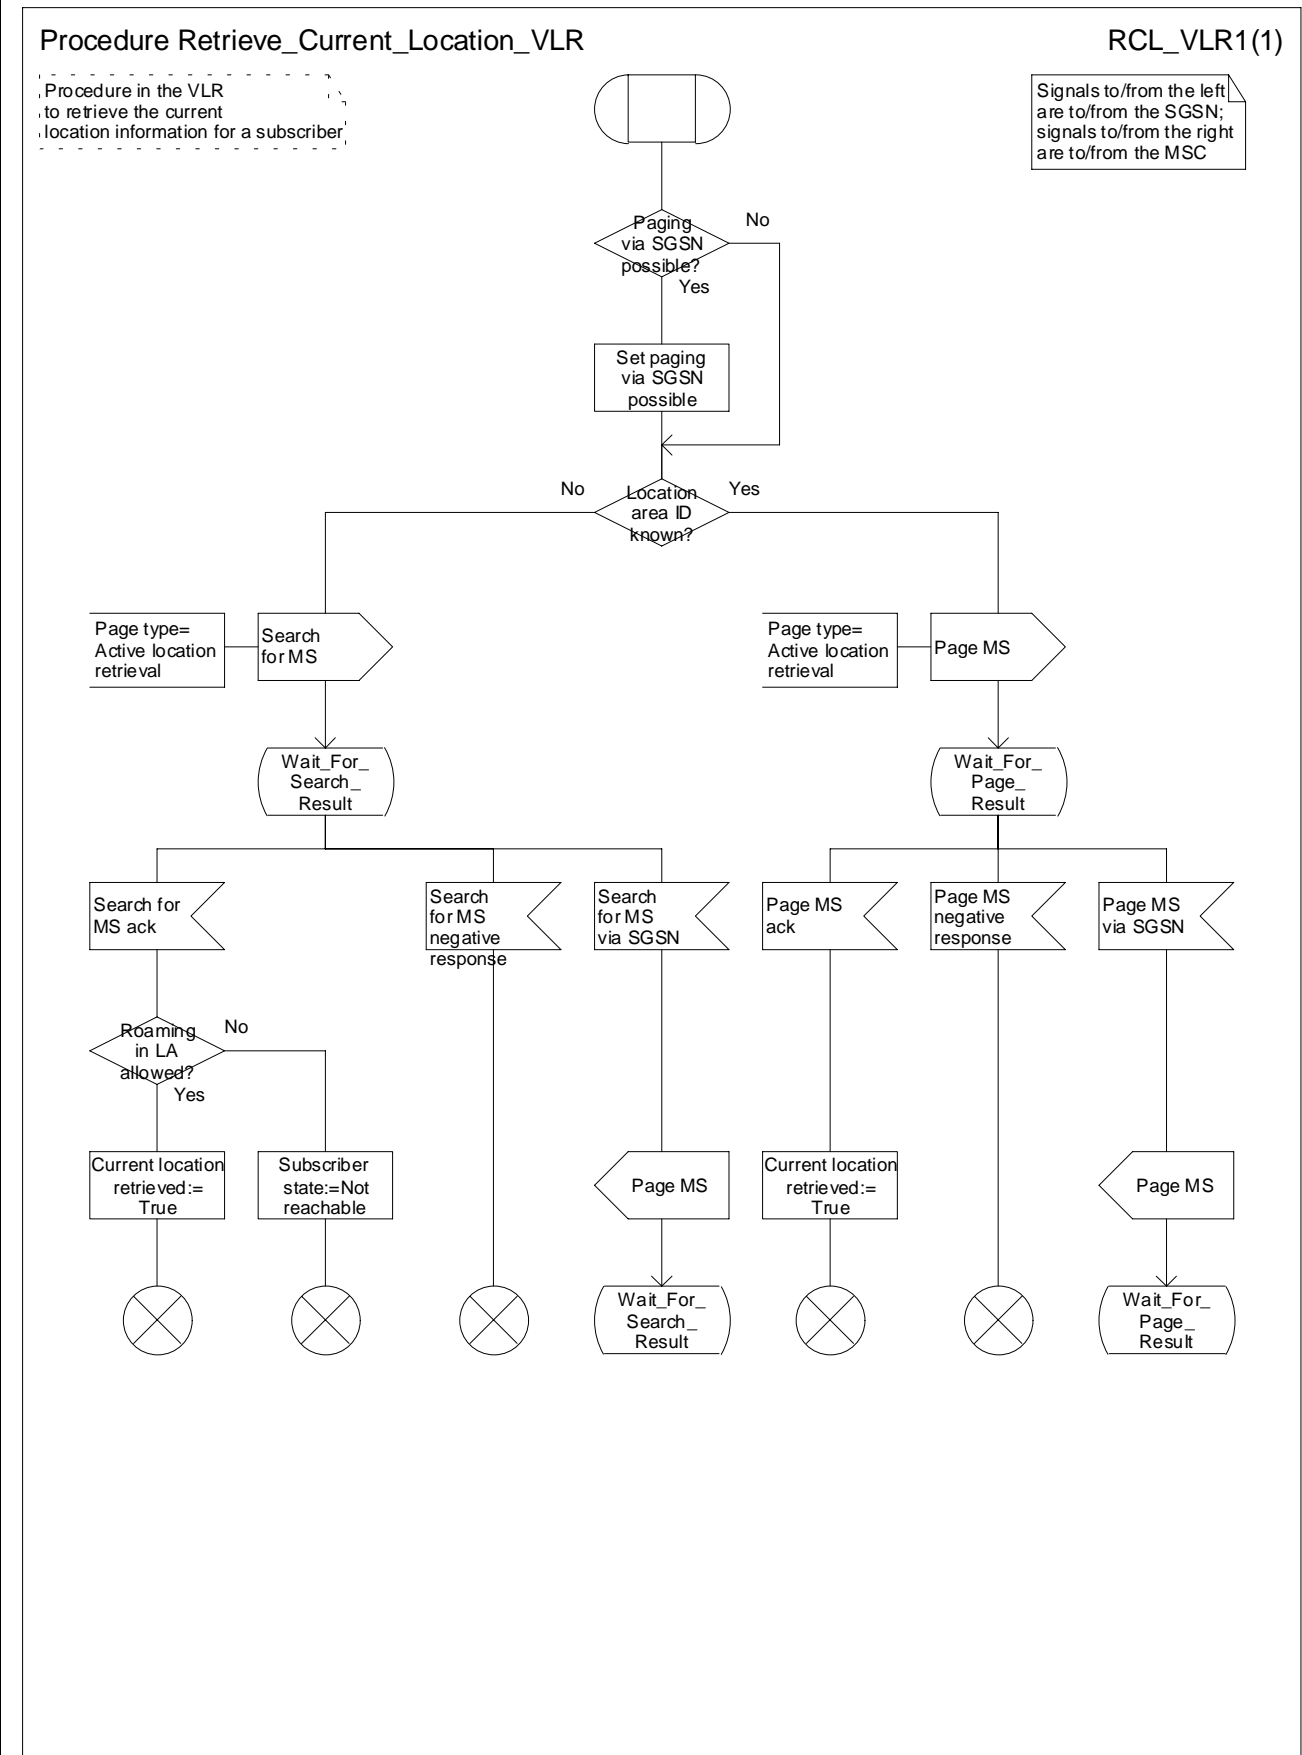 Procedure Retrieve_Current_Location_VLR
RCL_VLR1(1)
Procedure in the VLR
to retrieve the current
location information for a subscriber
Signals to/from the left
are to/from the SGSN;
signals to/from the right
are to/from the MSC
Paging
via SGSN
possible?
No
Yes
Set paging
via SGSN
possible
No
Location
area ID
known?
Yes
Page type=
Active location
retrieval
Search
for MS
Page type=
Active location
retrieval
Page MS
Wait_For_
Search_
Result
Wait_For_
Page_
Result
Search for
MS ack
Search
for MS
negative
response
Search
for MS
via SGSN
Page MS
ack
Page MS
negative
response
Page MS
via SGSN
Roaming
in LA
allowed?
No
Yes
Current location
retrieved:=
True
Subscriber
state:=Not
reachable
Page MS
Current location
retrieved:=
True
Page MS
Wait_For_
Search_
Result
Wait_For_
Page_
Result